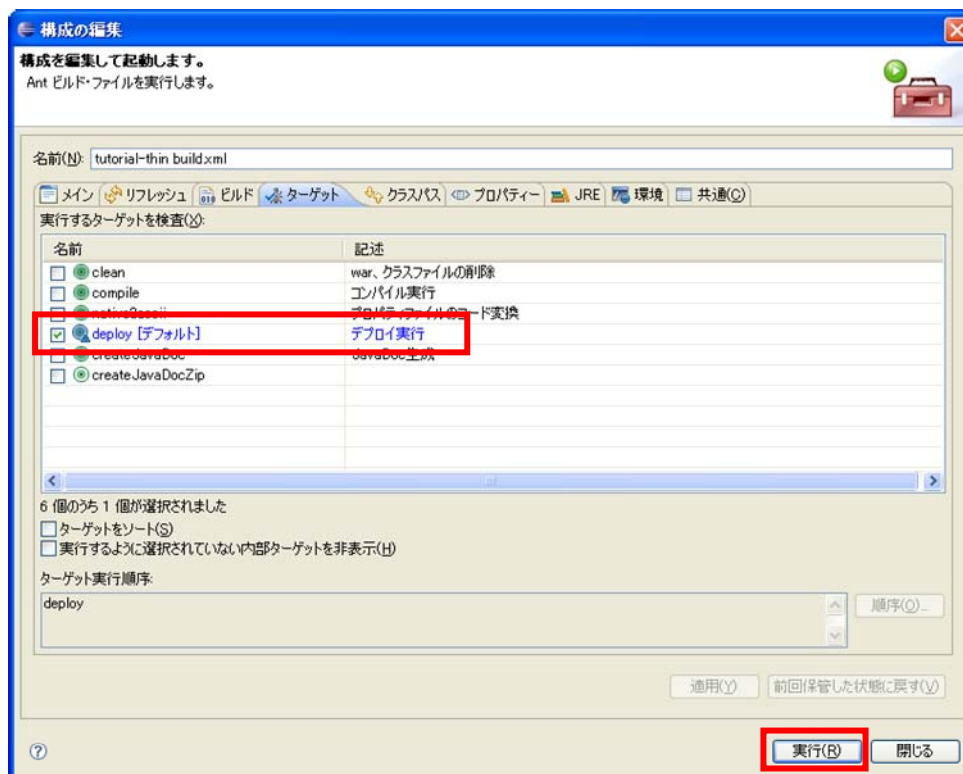 構成の編集
構成を編集して起動します。
Ant ビルド・ファイルを実行します。
名前(N): tutorial-thin build.xml
メイン リフレッシュ ビルド ターゲット クラスパス プロパティー JRE 環境 共通(C)
実行するターゲットを検査(X):
名前 記述
clean war、クラスファイルの削除
compile コンパイル実行
native2ascii プロパティファイルのコード変換
deploy [デフォルト] デプロイ実行
createJavaDoc JavaDoc生成
createJavaDocZip
6 個のうち 1 個が選択されました
ターゲットをソート(S)
実行するように選択されていない内部ターゲットを非表示(H)
ターゲット実行順序:
deploy
順序(O)...
適用(Y) 前回保管した状態に戻す(V)
実行(R) 閉じる